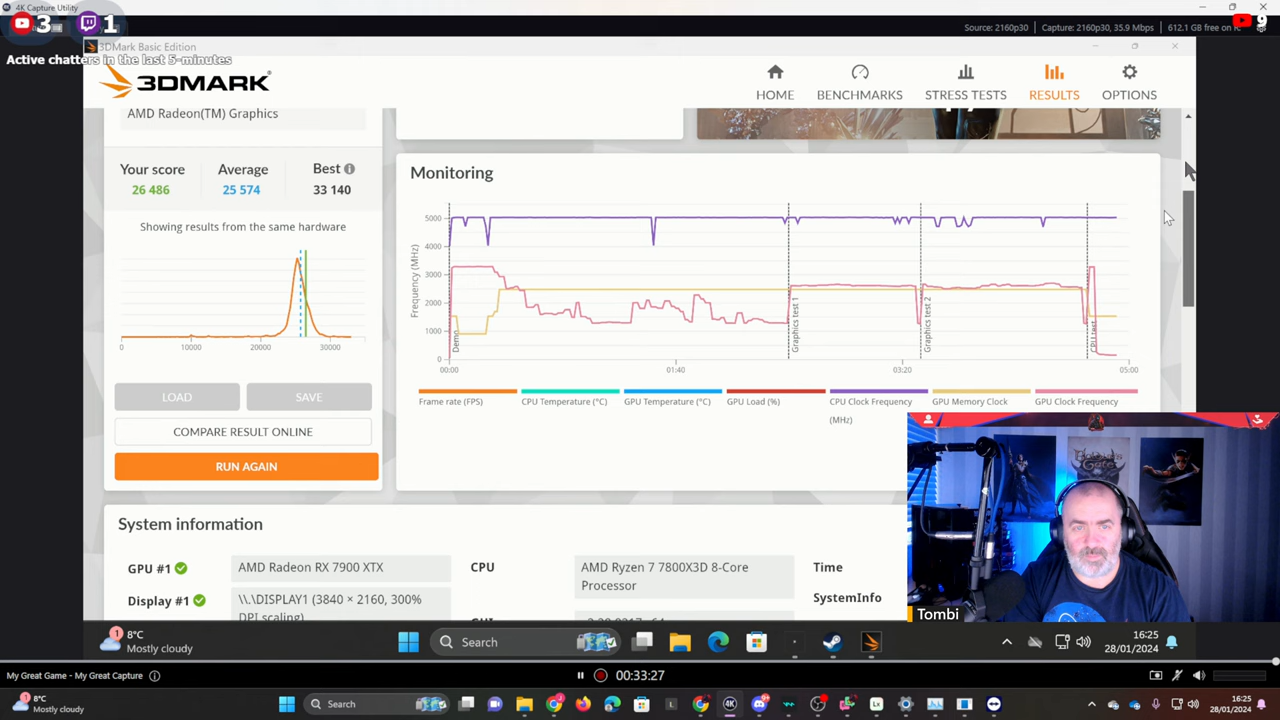 4K Capture Utility
3
1
9
Source: 2160p30
Capture: 2160p30, 35.9 Mbps
612.1 GB free on
Active chatters in the last 5-minutes
3DMark Basic Edition
3DMARK
HOME
BENCHMARKS
STRESS TESTS
RESULTS
OPTIONS
AMD Radeon(TM) Graphics
Your score
Average
Best
26 486
25 574
33 140
Showing results from the same hardware
0
10000
20000
30000
LOAD
SAVE
COMPARE RESULT ONLINE
RUN AGAIN
Monitoring
Frequency (MHz)
5000
4000
3000
2000
1000
0
Demo
Graphics test 1
Graphics test 2
CPU test
00:00
01:40
03:20
05:00
Frame rate (FPS)
CPU Temperature (°C)
GPU Temperature (°C)
GPU Load (%)
CPU Clock Frequency
(MHz)
GPU Memory Clock
GPU Clock Frequency
System information
GPU #1
AMD Radeon RX 7900 XTX
CPU
AMD Ryzen 7 7800X3D 8-Core
Processor
Time
Display #1
\\.\DISPLAY1 (3840 × 2160, 300%
DPI scaling)
SystemInfo
Tombi
1
8°C
Mostly cloudy
Search
16:25
28/01/2024
My Great Game - My Great Capture
00:33:27
8°C
Mostly cloudy
Search
4K
Lx
16:25
28/01/2024